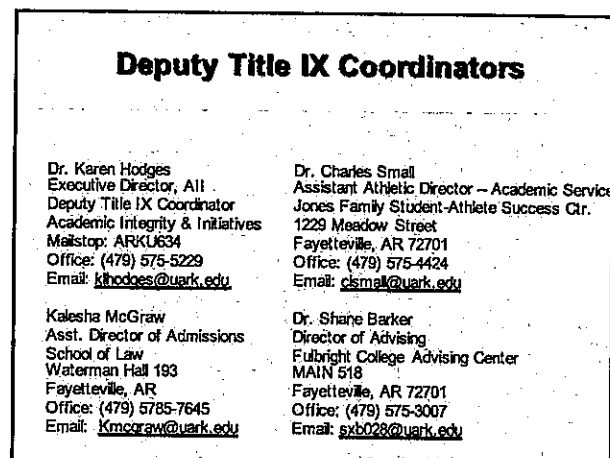 Deputy Title IX Coordinators
Dr. Karen Hodges
Executive Director, AII
Deputy Title IX Coordinator
Academic Integrity & Initiatives
Mailstop: ARKU634
Office: (479) 575-5229
Email: klhodges@uark.edu
Dr. Charles Small
Assistant Athletic Director – Academic Service
Jones Family Student-Athlete Success Ctr.
1229 Meadow Street
Fayetteville, AR 72701
Office: (479) 575-4424
Email: clsmall@uark.edu
Kalesha McGraw
Asst. Director of Admissions
School of Law
Waterman Hall 193
Fayetteville, AR
Office: (479) 5785-7645
Email: Kmcgraw@uark.edu
Dr. Shane Barker
Director of Advising
Fulbright College Advising Center
MAIN 518
Fayetteville, AR 72701
Office: (479) 575-3007
Email: sxb028@uark.edu